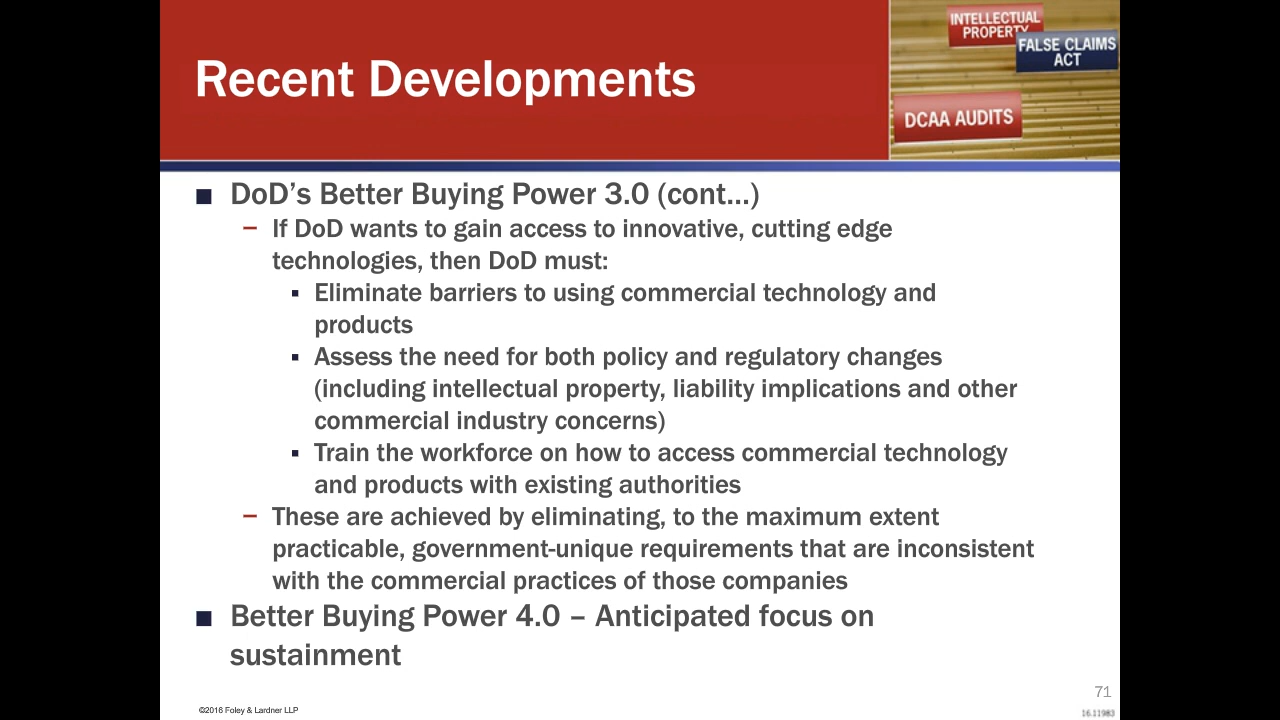 Recent Developments
INTELLECTUAL
PROPERTY
FALSE CLAIMS
ACT
DCAA AUDITS
■ DoD’s Better Buying Power 3.0 (cont…)
– If DoD wants to gain access to innovative, cutting edge
technologies, then DoD must:
▪ Eliminate barriers to using commercial technology and
products
▪ Assess the need for both policy and regulatory changes
(including intellectual property, liability implications and other
commercial industry concerns)
▪ Train the workforce on how to access commercial technology
and products with existing authorities
– These are achieved by eliminating, to the maximum extent
practicable, government-unique requirements that are inconsistent
with the commercial practices of those companies
■ Better Buying Power 4.0 – Anticipated focus on
sustainment
71
©2016 Foley & Lardner LLP
16.11983